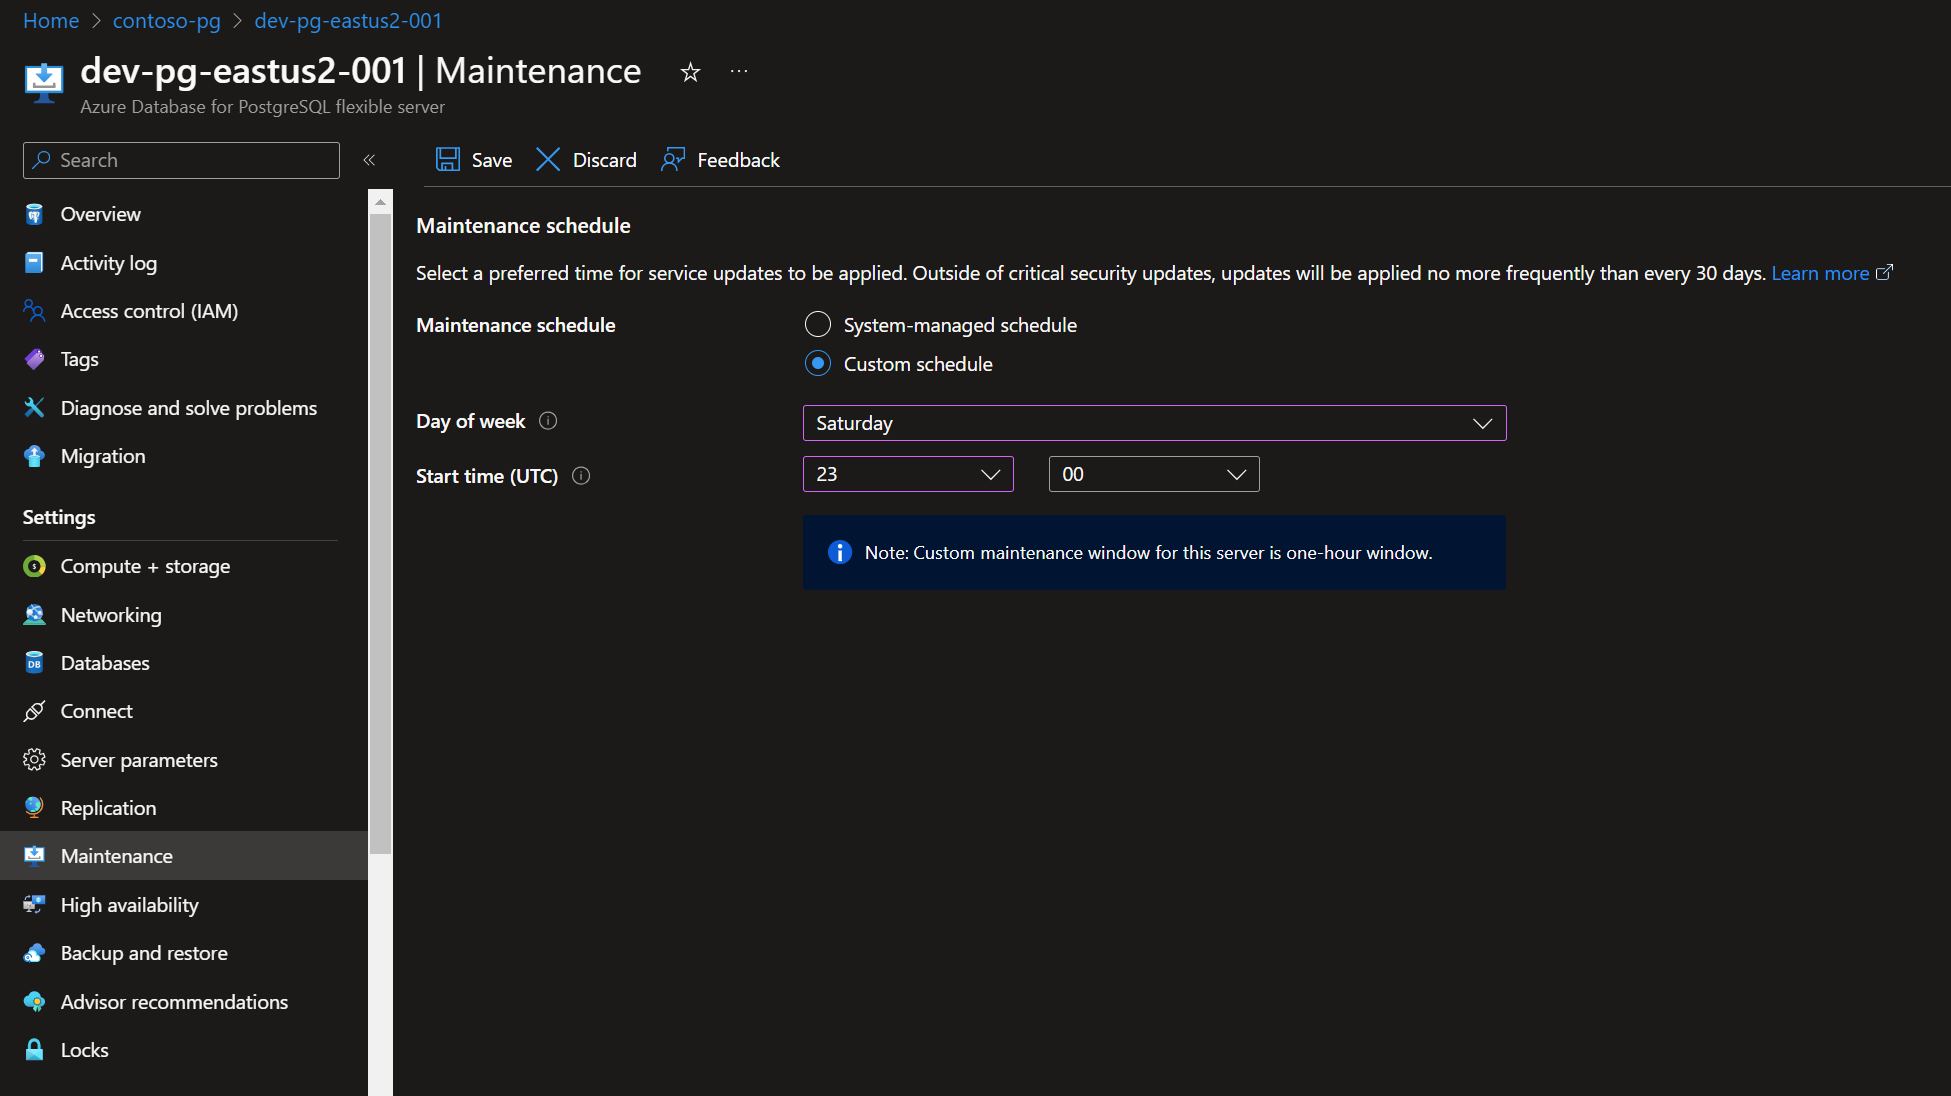 Home > contoso-pg > dev-pg-eastus2-001
dev-pg-eastus2-001 | Maintenance
Azure Database for PostgreSQL flexible server
Search
Save
Discard
Feedback
Overview
Activity log
Access control (IAM)
Tags
Diagnose and solve problems
Migration
Settings
Compute + storage
Networking
Databases
Connect
Server parameters
Replication
Maintenance
High availability
Backup and restore
Advisor recommendations
Locks
Maintenance schedule
Select a preferred time for service updates to be applied. Outside of critical security updates, updates will be applied no more frequently than every 30 days. Learn more
Maintenance schedule
System-managed schedule
Custom schedule
Day of week
Saturday
Start time (UTC)
23
00
Note: Custom maintenance window for this server is one-hour window.